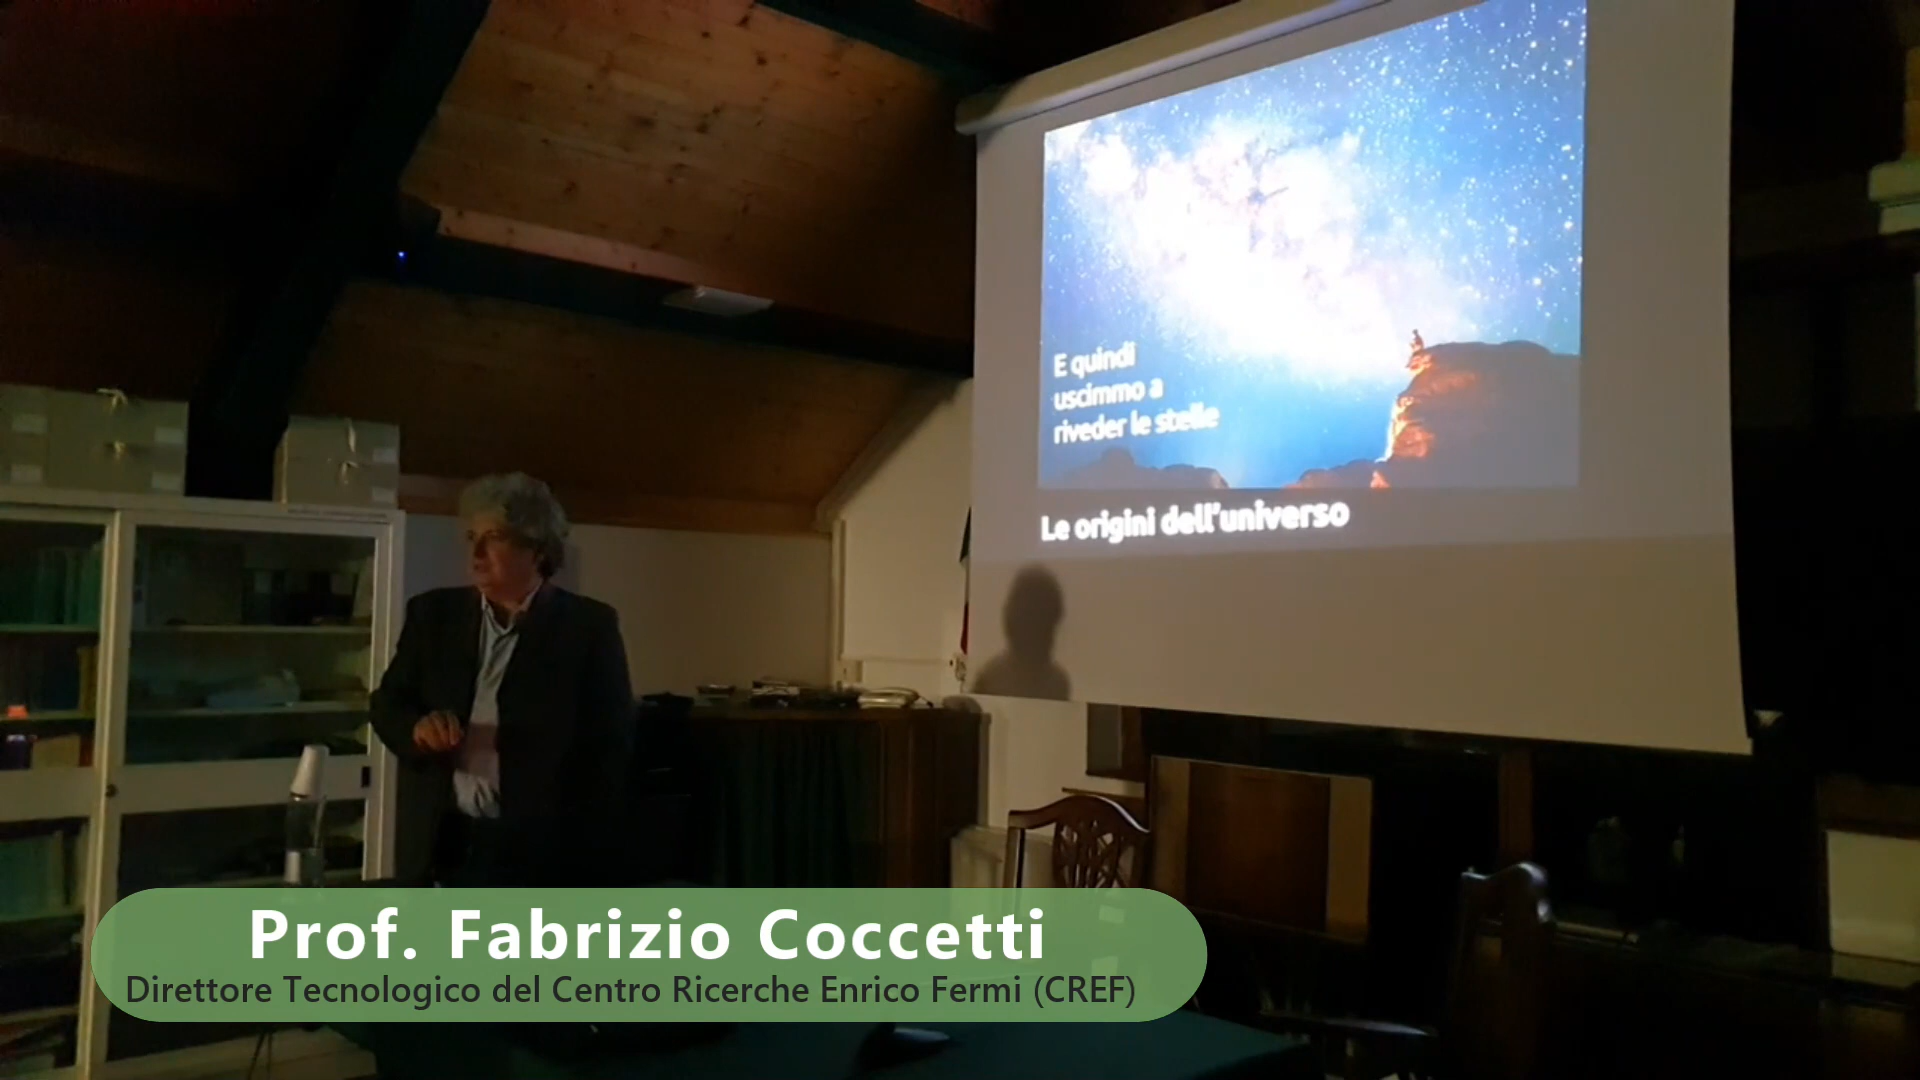 E quindi
uscimmo a
riveder le stelle
Le origini dell'universo
Prof. Fabrizio Coccetti
Direttore Tecnologico del Centro Ricerche Enrico Fermi (CREF)